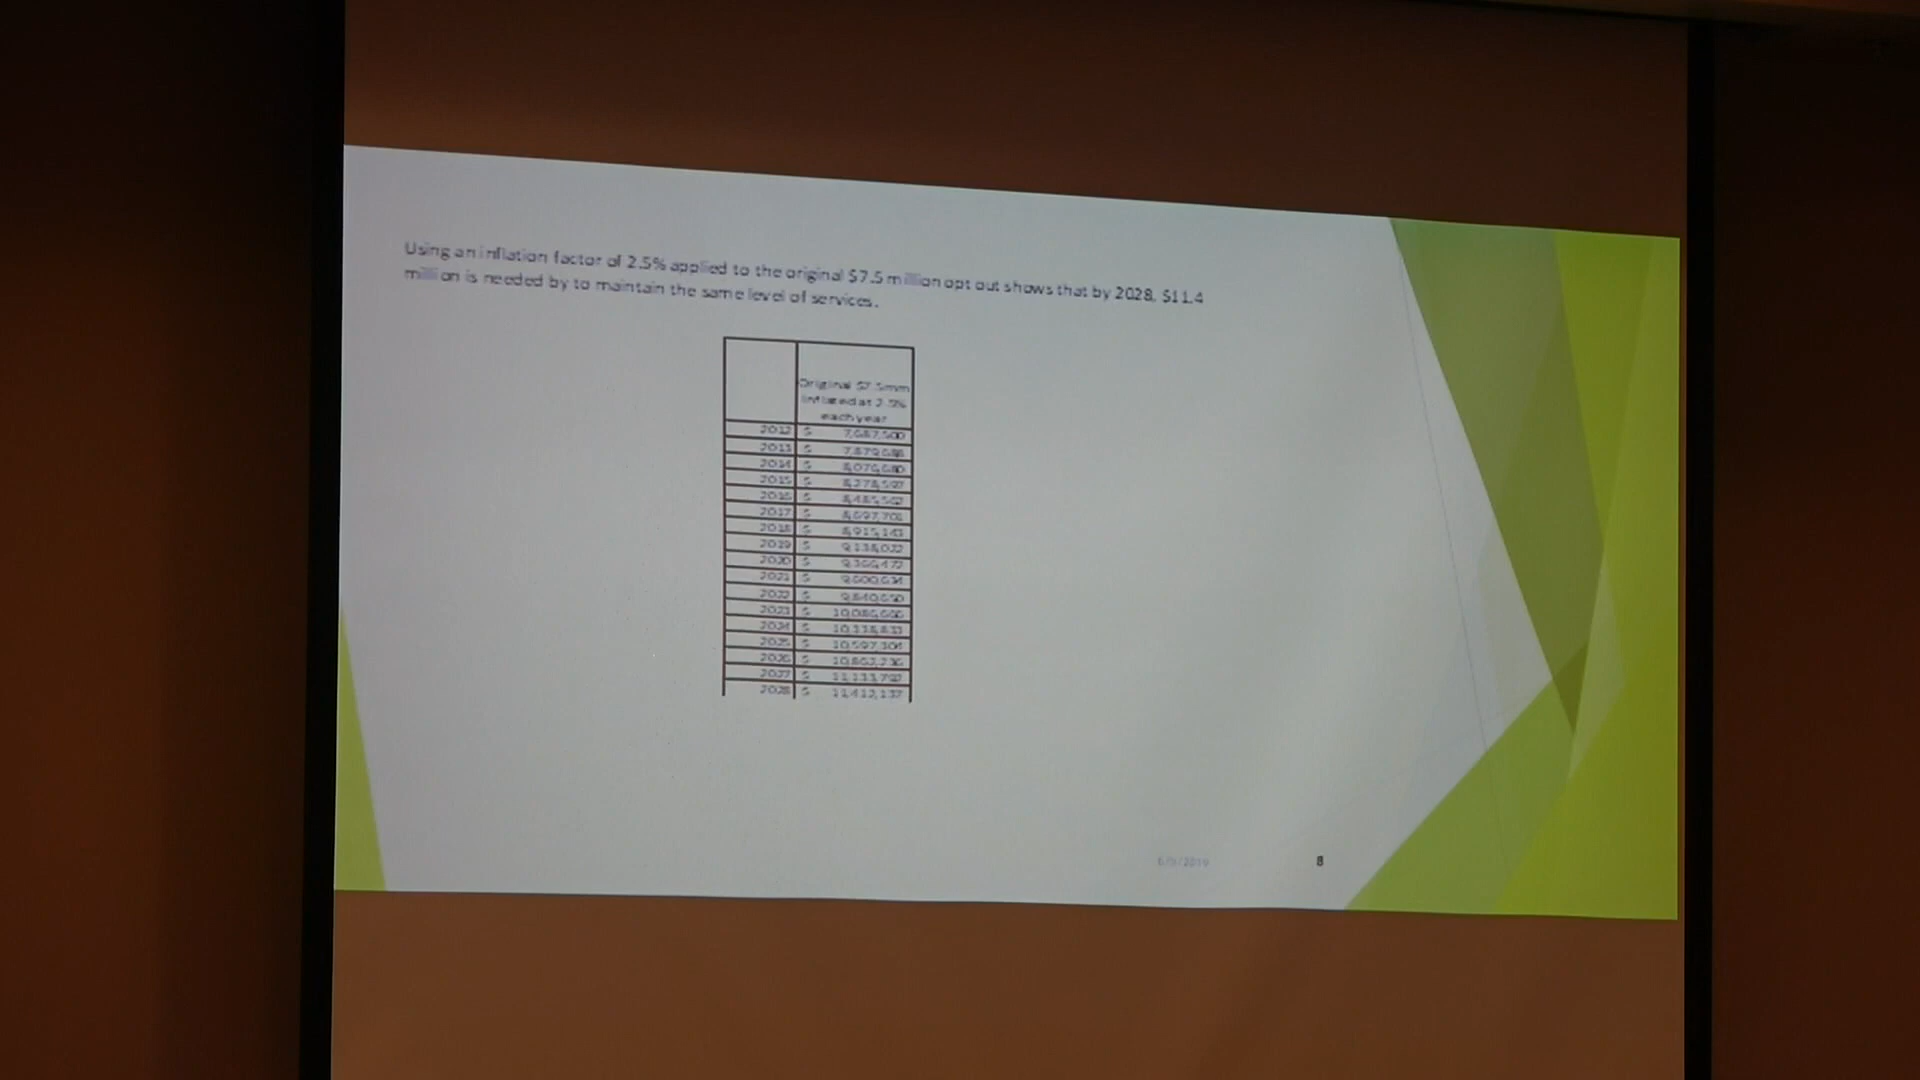 Using an inflation factor of 2.5% applied to the original $7.5 million opt out shows that by 2028, $11.4
million is needed by to maintain the same level of services.
Original $7.5mm
inflated at 2.5%
each year
2012 $ 7,687,500
2013 $ 7,879,688
2014 $ 8,076,680
2015 $ 8,278,597
2016 $ 8,485,562
2017 $ 8,697,701
2018 $ 8,915,143
2019 $ 9,138,022
2020 $ 9,366,472
2021 $ 9,600,634
2022 $ 9,840,650
2023 $ 10,086,666
2024 $ 10,338,833
2025 $ 10,597,304
2026 $ 10,862,236
2027 $ 11,133,792
2028 $ 11,412,137
8